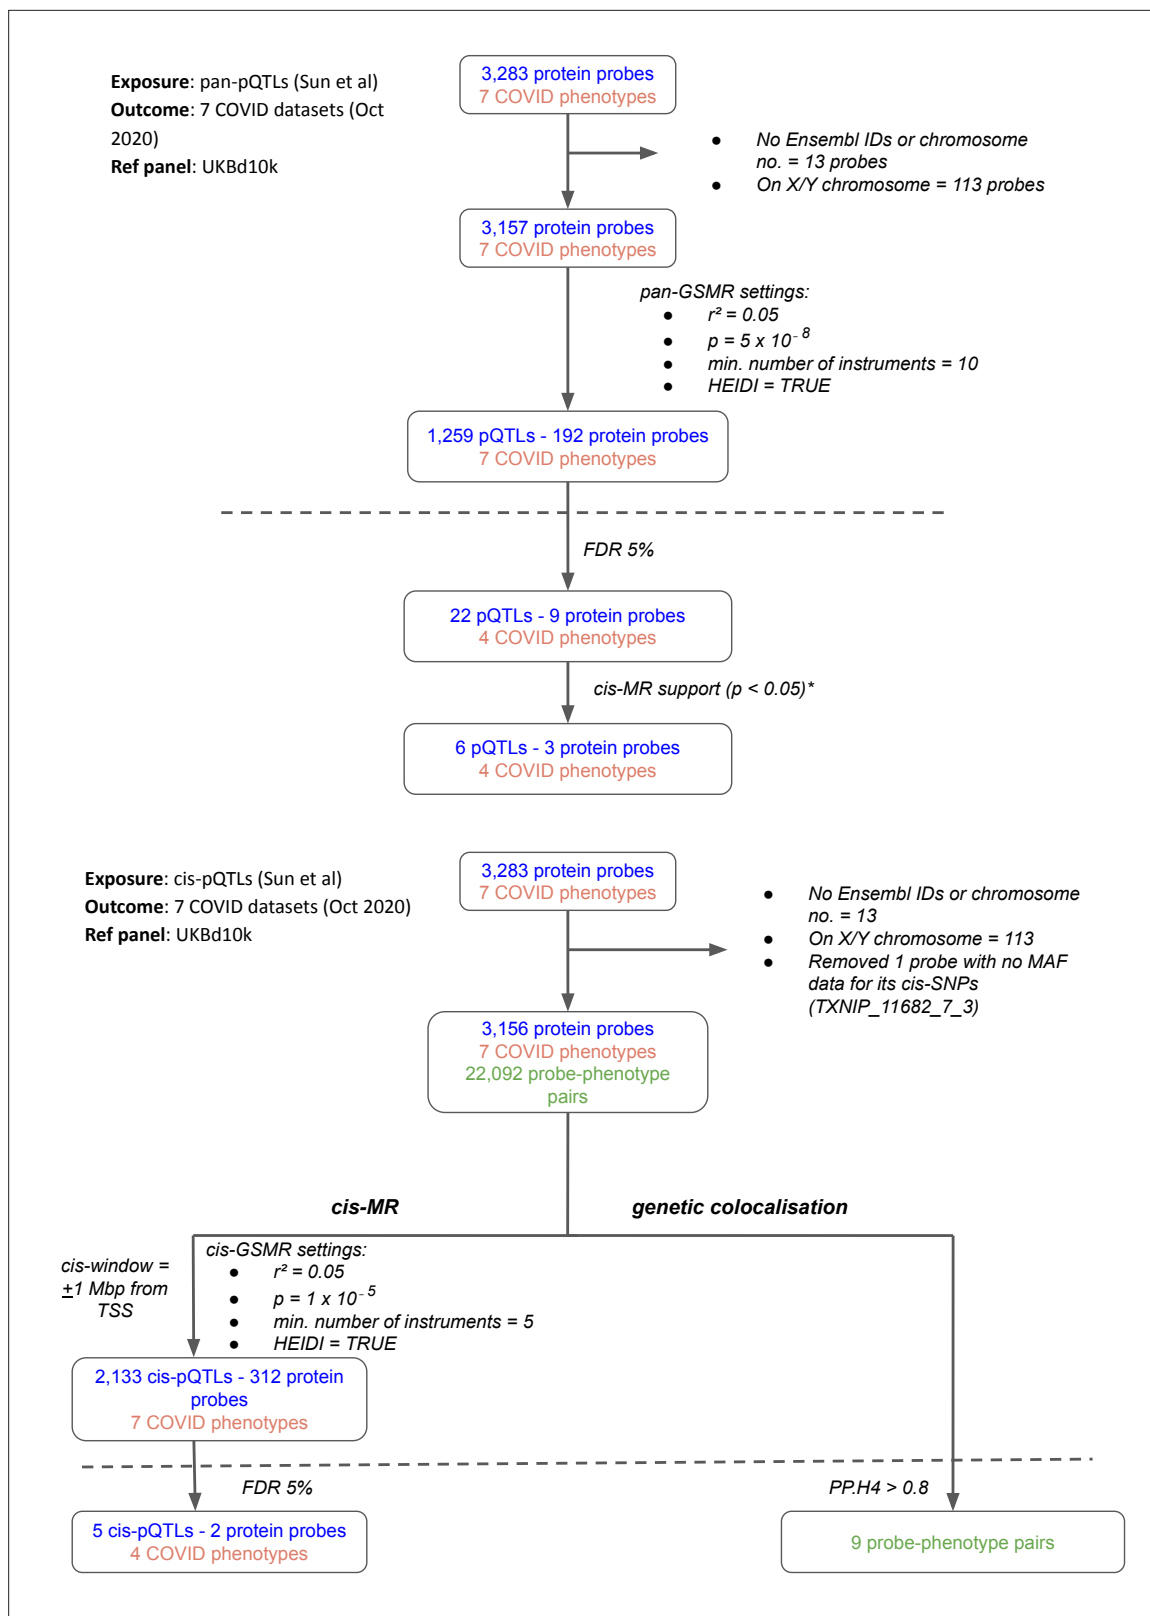 Exposure: pan-pQTLs (Sun et al)
Outcome: 7 COVID datasets (Oct
2020)
Ref panel: UKBd10k
3,283 protein probes
7 COVID phenotypes
● No Ensembl IDs or chromosome
no. = 13 probes
● On X/Y chromosome = 113 probes
3,157 protein probes
7 COVID phenotypes
pan-GSMR settings:
● r² = 0.05
● p = 5 x 10⁻⁸
● min. number of instruments = 10
● HEIDI = TRUE
1,259 pQTLs - 192 protein probes
7 COVID phenotypes
FDR 5%
22 pQTLs - 9 protein probes
4 COVID phenotypes
cis-MR support (p < 0.05)*
6 pQTLs - 3 protein probes
4 COVID phenotypes
Exposure: cis-pQTLs (Sun et al)
Outcome: 7 COVID datasets (Oct 2020)
Ref panel: UKBd10k
3,283 protein probes
7 COVID phenotypes
● No Ensembl IDs or chromosome
no. = 13
● On X/Y chromosome = 113
● Removed 1 probe with no MAF
data for its cis-SNPs
(TXNIP_11682_7_3)
3,156 protein probes
7 COVID phenotypes
22,092 probe-phenotype
pairs
cis-MR
genetic colocalisation
cis-window =
±1 Mbp from
TSS
cis-GSMR settings:
● r² = 0.05
● p = 1 x 10⁻⁵
● min. number of instruments = 5
● HEIDI = TRUE
2,133 cis-pQTLs - 312 protein
probes
7 COVID phenotypes
FDR 5%
PP.H4 > 0.8
5 cis-pQTLs - 2 protein probes
4 COVID phenotypes
9 probe-phenotype pairs